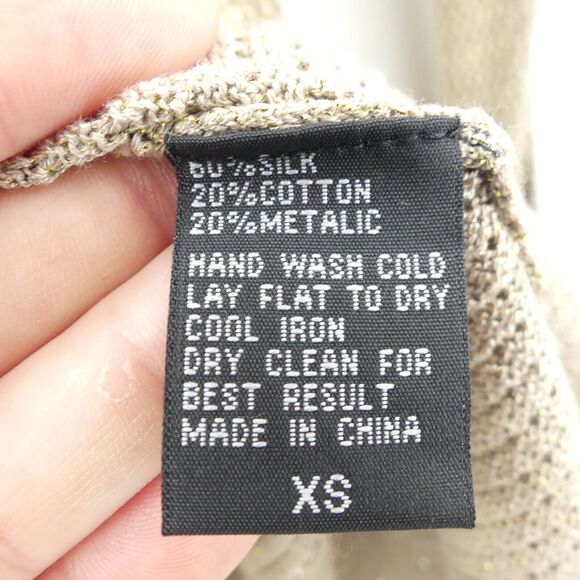 60%SILK
20%COTTON
20%METALIC
HAND WASH COLD
LAY FLAT TO DRY
COOL IRON
DRY CLEAN FOR
BEST RESULT
MADE IN CHINA
XS